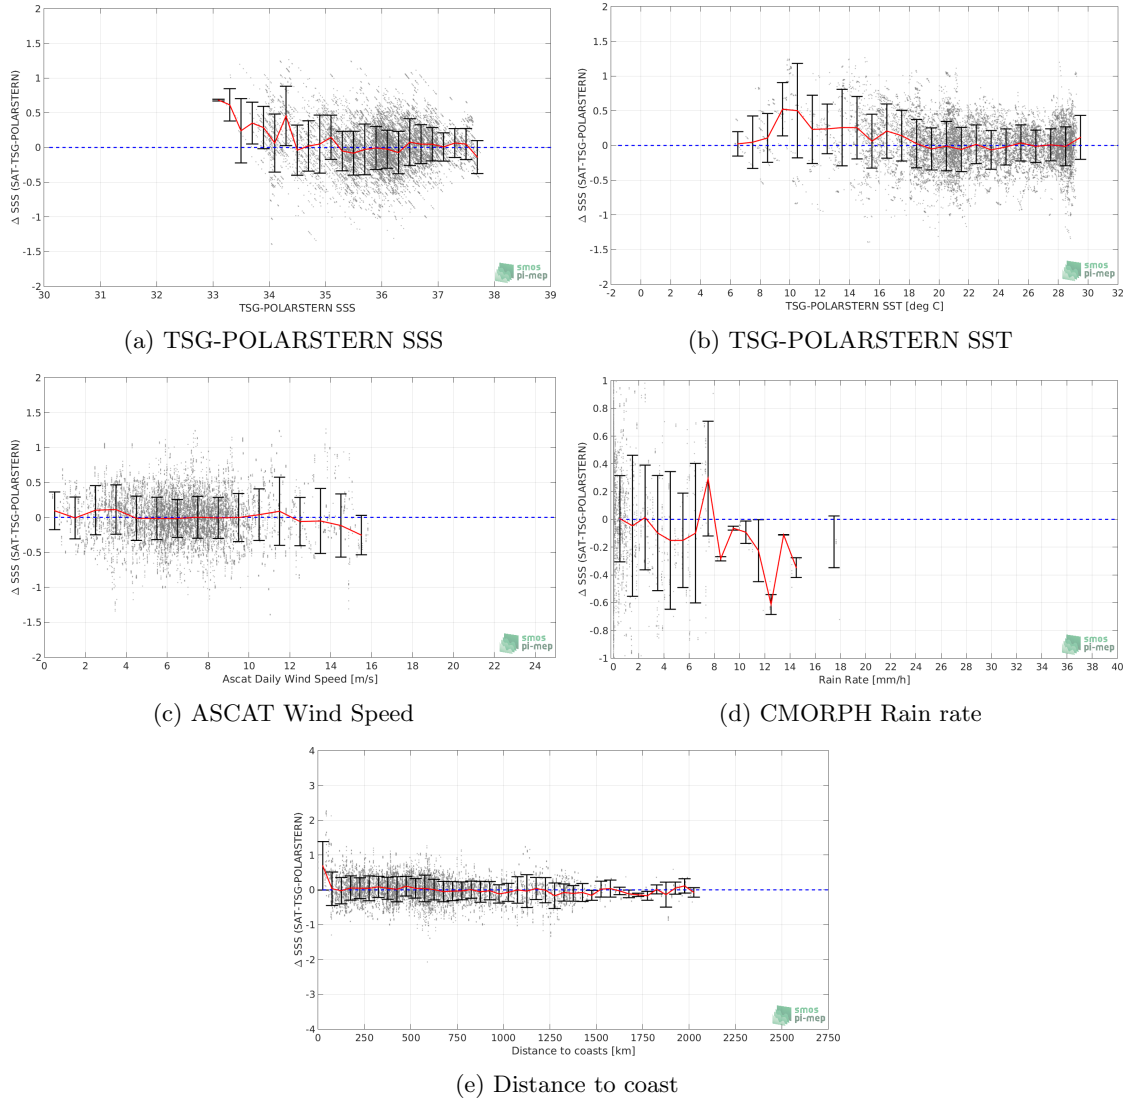 2
1.5
1
0.5
0
-0.5
-1
-1.5
-2
Δ SSS (SAT-TSG-POLARSTERN)
30 31 32 33 34 35 36 37 38 39
TSG-POLARSTERN SSS
smos
pi-mep
(a) TSG-POLARSTERN SSS
2
1.5
1
0.5
0
-0.5
-1
-1.5
-2
Δ SSS (SAT-TSG-POLARSTERN)
-2 0 2 4 6 8 10 12 14 16 18 20 22 24 26 28 30 32
TSG-POLARSTERN SST [deg C]
smos
pi-mep
(b) TSG-POLARSTERN SST
2
1.5
1
0.5
0
-0.5
-1
-1.5
-2
Δ SSS (SAT-TSG-POLARSTERN)
0 2 4 6 8 10 12 14 16 18 20 22 24
Ascat Daily Wind Speed [m/s]
smos
pi-mep
(c) ASCAT Wind Speed
1
0.8
0.6
0.4
0.2
0
-0.2
-0.4
-0.6
-0.8
-1
Δ SSS (SAT-TSG-POLARSTERN)
0 2 4 6 8 10 12 14 16 18 20 22 24 26 28 30 32 34 36 38 40
Rain Rate [mm/h]
smos
pi-mep
(d) CMORPH Rain rate
4
3
2
1
0
-1
-2
-3
-4
Δ SSS (SAT-TSG-POLARSTERN)
0 250 500 750 1000 1250 1500 1750 2000 2250 2500 2750
Distance to coasts [km]
smos
pi-mep
(e) Distance to coast